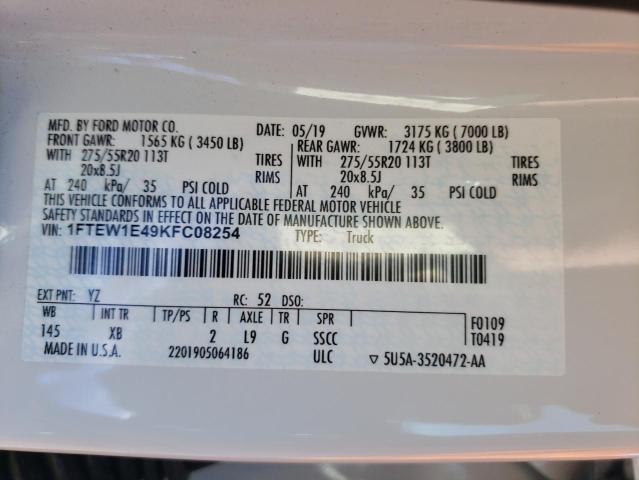 MFD. BY FORD MOTOR CO. DATE: 05/19 GVWR: 3175 KG (7000 LB)
FRONT GAWR: 1565 KG (3450 LB) REAR GAWR: 1724 KG (3800 LB)
WITH 275/55R20 113T TIRES WITH 275/55R20 113T TIRES
20x8.5J RIMS 20x8.5J RIMS
AT 240 kPa/ 35 PSI COLD AT 240 kPa/ 35 PSI COLD
THIS VEHICLE CONFORMS TO ALL APPLICABLE FEDERAL MOTOR VEHICLE
SAFETY STANDARDS IN EFFECT ON THE DATE OF MANUFACTURE SHOWN ABOVE.
VIN: 1FTEW1E49KFC08254 TYPE: Truck
EXT PNT: YZ RC: 52 DSO:
WB INT TR TP/PS R AXLE TR SPR F0109
145 XB 2 L9 G SSCC T0419
MADE IN U.S.A. 2201905064186 ULC ▽ 5U5A-3520472-AA